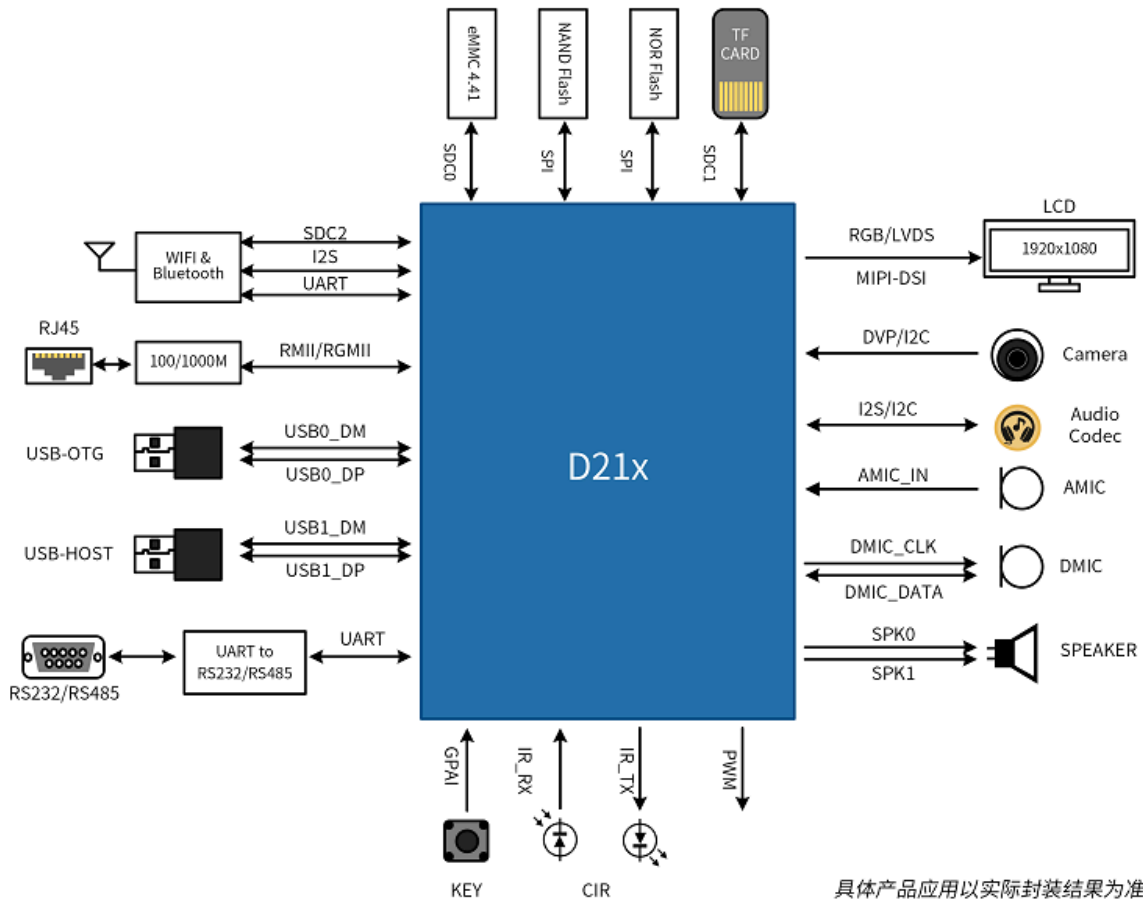 eMMC 4.41
NAND Flash
NOR Flash
TF
CARD
SDC0
SPI
SPI
SDC1
WIFI &
Bluetooth
SDC2
I2S
UART
RJ45
100/1000M
RMII/RGMII
USB-OTG
USB0_DM
USB0_DP
USB-HOST
USB1_DM
USB1_DP
RS232/RS485
UART to
RS232/RS485
UART
D21x
RGB/LVDS
MIPI-DSI
LCD
1920x1080
DVP/I2C
Camera
I2S/I2C
Audio
Codec
AMIC_IN
AMIC
DMIC_CLK
DMIC_DATA
DMIC
SPK0
SPK1
SPEAKER
GPAI
IR_RX
IR_TX
PWM
KEY
CIR
具体产品应用以实际封装结果为准